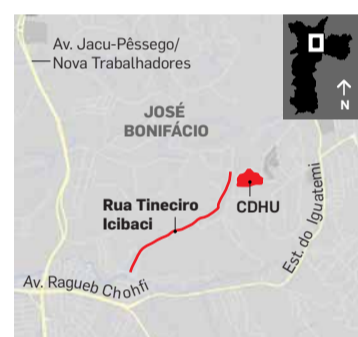 Av. Jacu-Pêssego/
Nova Trabalhadores
N
JOSÉ
BONIFÁCIO
Rua Tineciro
Icibaci
CDHU
Est. do Iguatemi
Av. Ragueb Chohfi